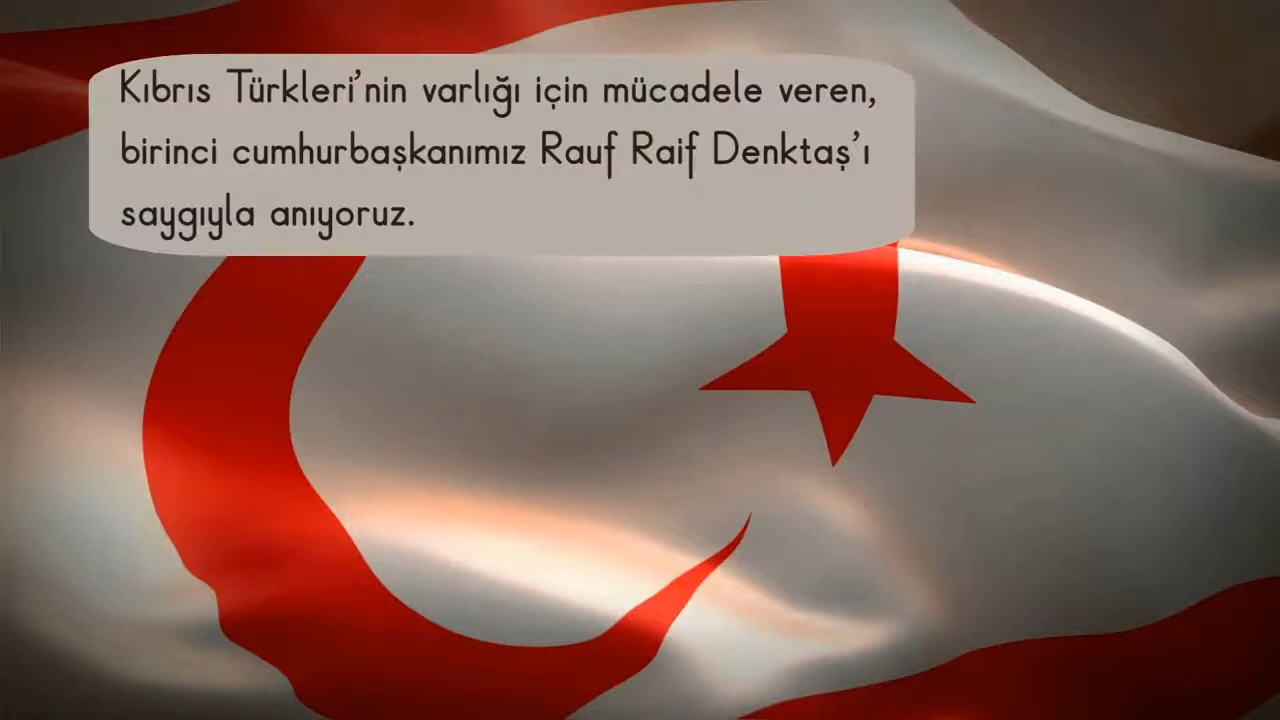 Kıbrıs Türkleri'nin varlığı için mücadele veren,
birinci cumhurbaşkanımız Rauf Raif Denktaş'ı
saygıyla anıyoruz.